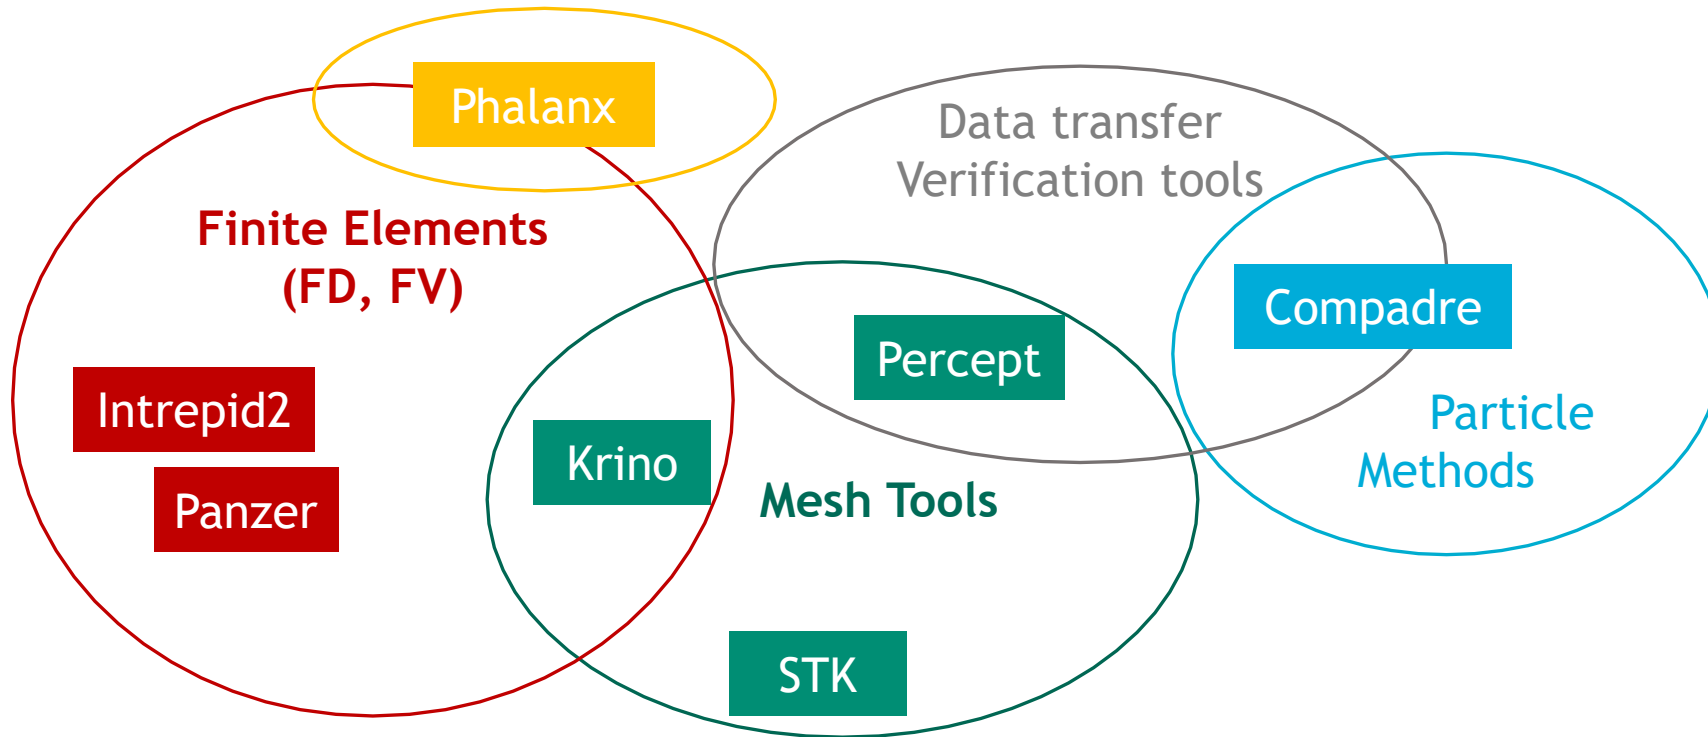 Phalanx
Data transfer
Verification tools
Finite Elements
(FD, FV)
Compadre
Percept
Intrepid2
Particle
Methods
Krino
Mesh Tools
Panzer
STK